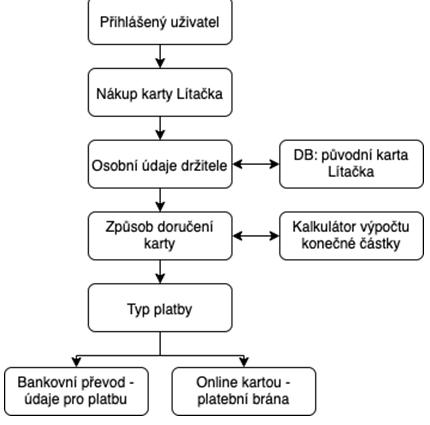 Přihlášený uživatel
Nákup karty Lítačka
Osobní údaje držitele
DB: původní karta
Lítačka
Způsob doručení
karty
Kalkulátor výpočtu
konečné částky
Typ platby
Bankovní převod -
údaje pro platbu
Online kartou -
platební brána